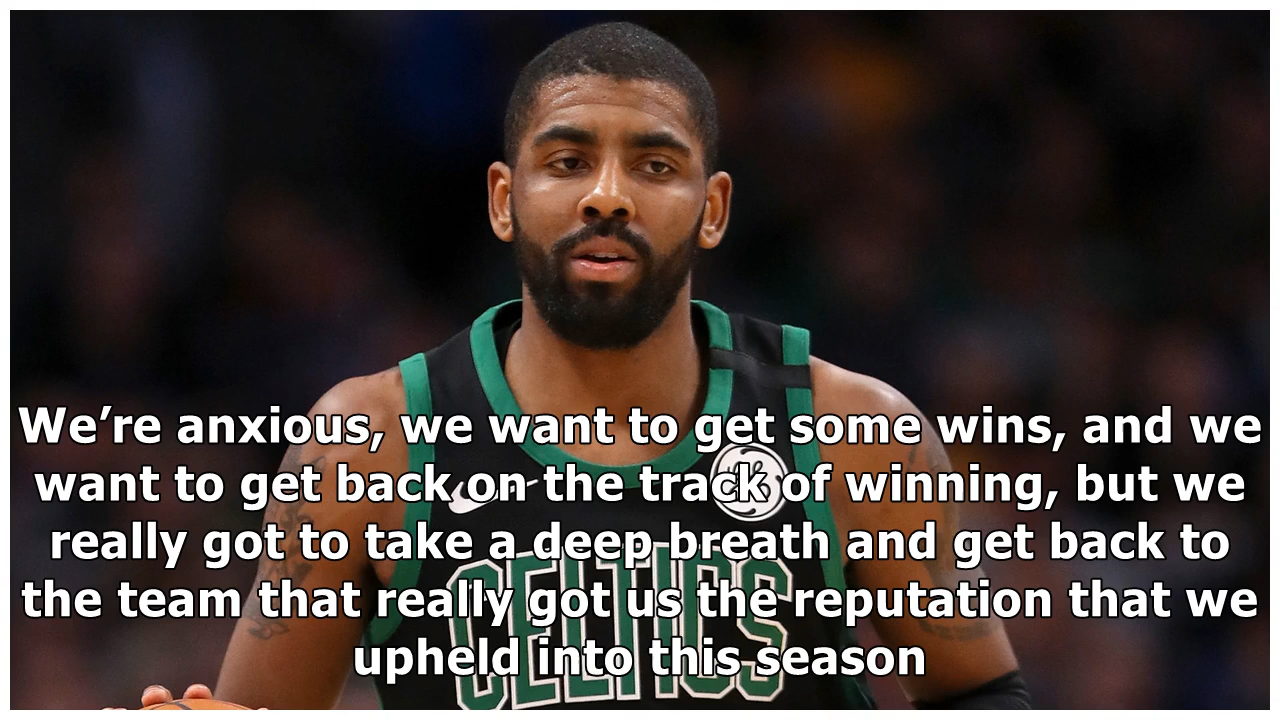 We’re anxious, we want to get some wins, and we
want to get back on the track of winning, but we
really got to take a deep breath and get back to
the team that really got us the reputation that we
upheld into this season
CELTICS